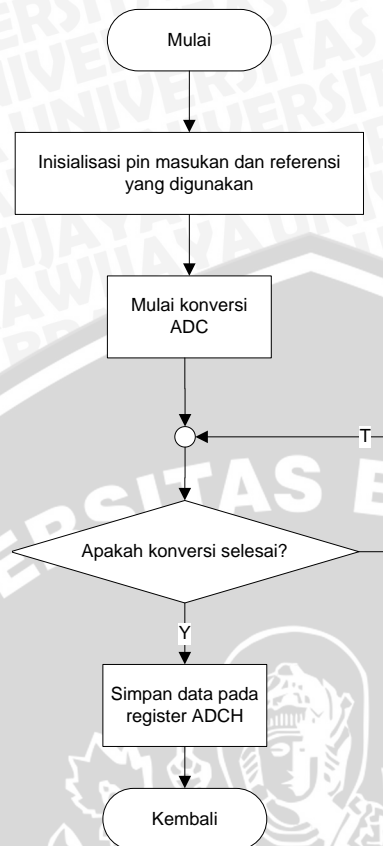 Mulai
Inisialisasi pin masukan dan referensi
yang digunakan
Mulai konversi
ADC
T
Apakah konversi selesai?
Y
Simpan data pada
register ADCH
Kembali